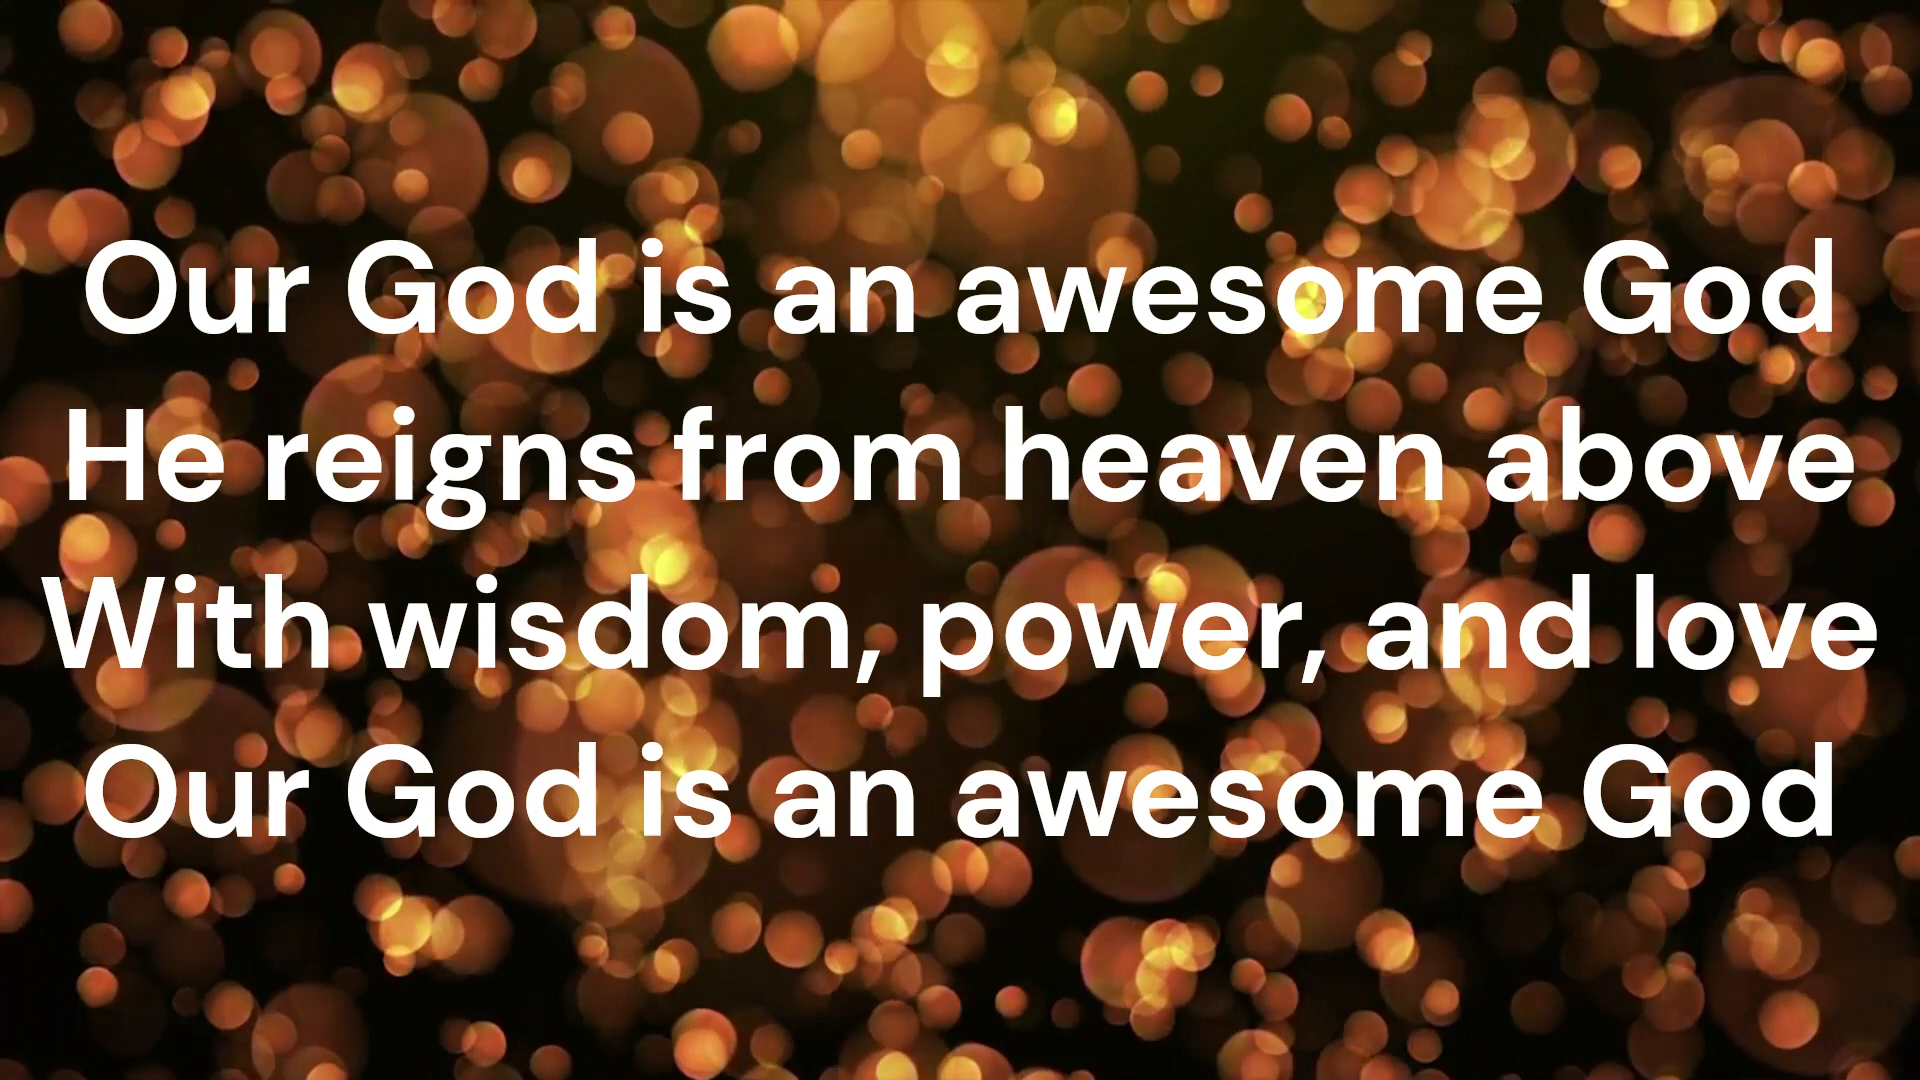 Our God is an awesome God
He reigns from heaven above
With wisdom, power, and love
Our God is an awesome God